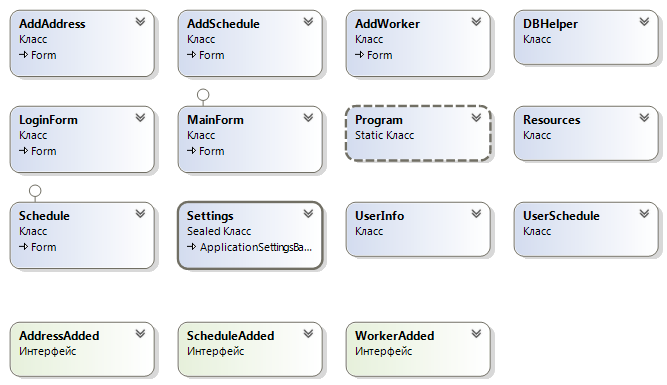 AddAddress
Класс
Form
AddSchedule
Класс
Form
AddWorker
Класс
Form
DBHelper
Класс
LoginForm
Класс
Form
MainForm
Класс
Form
Program
Static Класс
Resources
Класс
Schedule
Класс
Form
Settings
Sealed Класс
ApplicationSettingsBa...
UserInfo
Класс
UserSchedule
Класс
AddressAdded
Интерфейс
ScheduleAdded
Интерфейс
WorkerAdded
Интерфейс